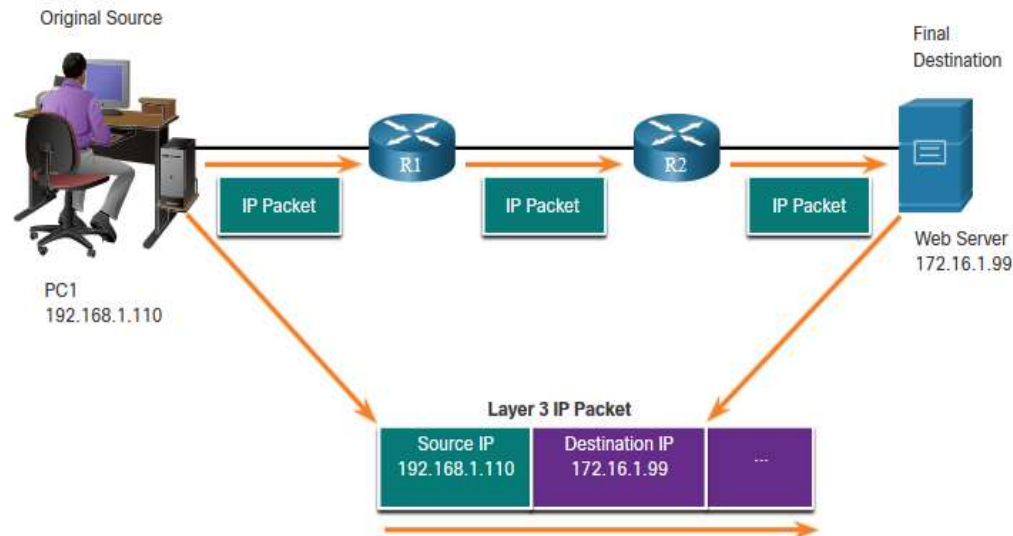 Original Source
Final
Destination
R1
R2
IP Packet
IP Packet
IP Packet
Web Server
172.16.1.99
PC1
192.168.1.110
Layer 3 IP Packet
Source IP
192.168.1.110
Destination IP
172.16.1.99
...